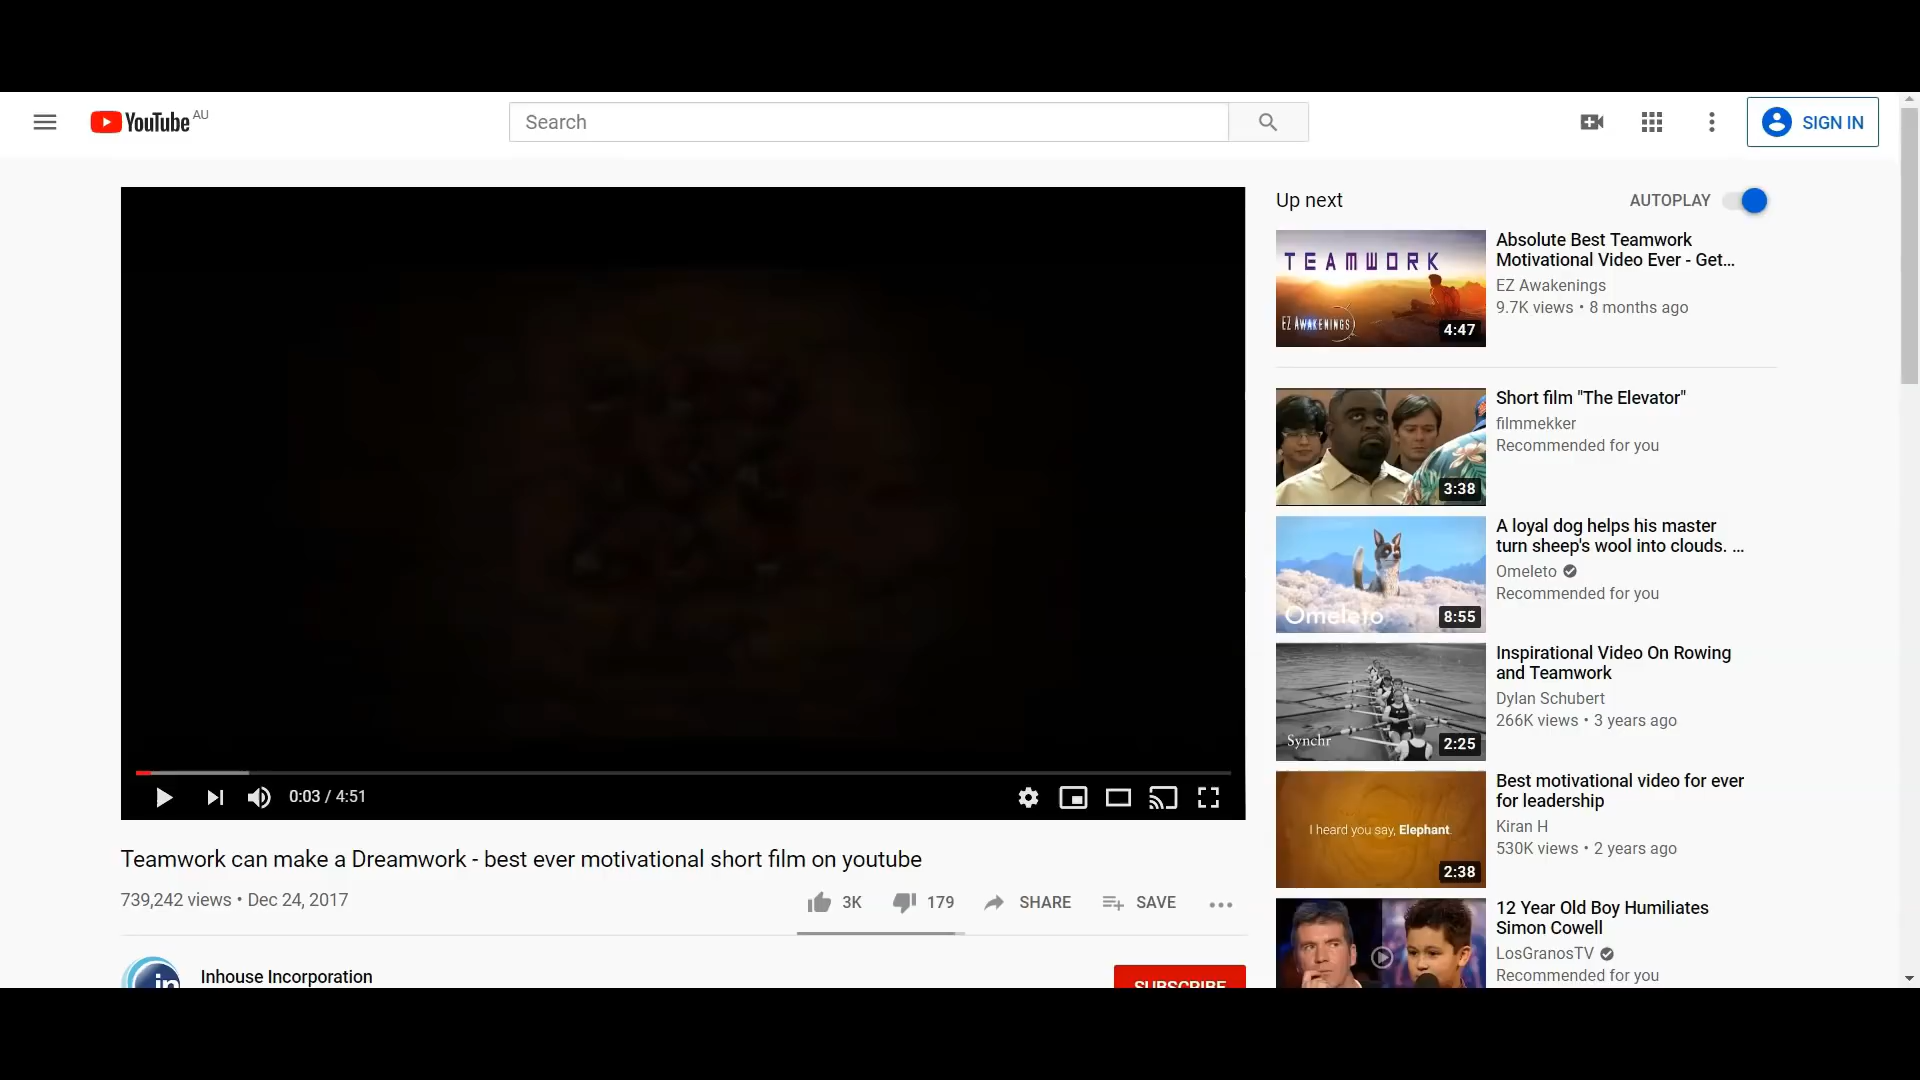 YouTube AU
Search
SIGN IN
Up next
AUTOPLAY
TEAMWORK
EZ AWAKENINGS
4:47
Absolute Best Teamwork
Motivational Video Ever - Get...
EZ Awakenings
9.7K views • 8 months ago
3:38
Short film "The Elevator"
filmmekker
Recommended for you
Omeleto
8:55
A loyal dog helps his master
turn sheep's wool into clouds. ...
Omeleto
Recommended for you
Synchr
2:25
Inspirational Video On Rowing
and Teamwork
Dylan Schubert
266K views • 3 years ago
I heard you say, Elephant.
2:38
Best motivational video for ever
for leadership
Kiran H
530K views • 2 years ago
12 Year Old Boy Humiliates
Simon Cowell
LosGranosTV
Recommended for you
0:03 / 4:51
Teamwork can make a Dreamwork - best ever motivational short film on youtube
739,242 views • Dec 24, 2017
3K
179
SHARE
SAVE
in
Inhouse Incorporation
SUBSCRIBE